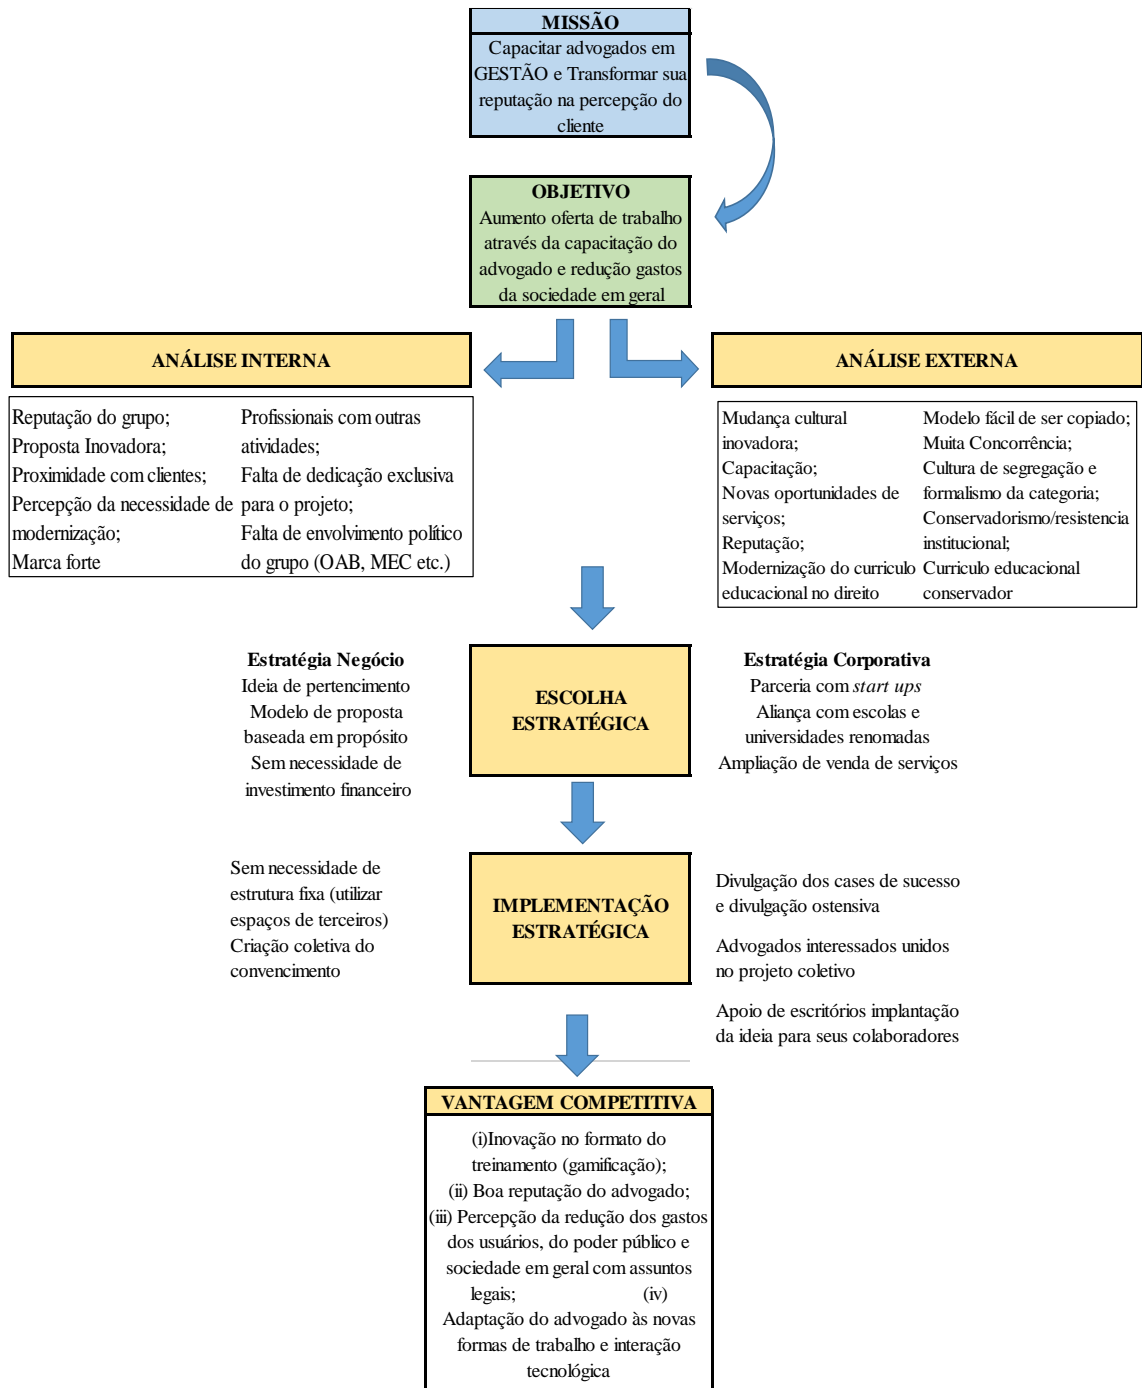 MISSÃO
Capacitar advogados em
GESTÃO e Transformar sua
reputação na percepção do
cliente
OBJETIVO
Aumento oferta de trabalho
através da capacitação do
advogado e redução gastos
da sociedade em geral
ANÁLISE INTERNA
Reputação do grupo;
Proposta Inovadora;
Proximidade com clientes;
Percepção da necessidade de
modernização;
Marca forte
Profissionais com outras
atividades;
Falta de dedicação exclusiva
para o projeto;
Falta de envolvimento político
do grupo (OAB, MEC etc.)
ANÁLISE EXTERNA
Mudança cultural
inovadora;
Capacitação;
Novas oportunidades de
serviços;
Reputação;
Modernização do curriculo
educacional no direito
Modelo fácil de ser copiado;
Muita Concorrência;
Cultura de segregação e
formalismo da categoria;
Conservadorismo/resistencia
institucional;
Curriculo educacional
conservador
Estratégia Negócio
Ideia de pertencimento
Modelo de proposta
baseada em propósito
Sem necessidade de
investimento financeiro
ESCOLHA
ESTRATÉGICA
Estratégia Corporativa
Parceria com start ups
Aliança com escolas e
universidades renomadas
Ampliação de venda de serviços
Sem necessidade de
estrutura fixa (utilizar
espaços de terceiros)
Criação coletiva do
convencimento
IMPLEMENTAÇÃO
ESTRATÉGICA
Divulgação dos cases de sucesso
e divulgação ostensiva
Advogados interessados unidos
no projeto coletivo
Apoio de escritórios implantação
da ideia para seus colaboradores
VANTAGEM COMPETITIVA
(i)Inovação no formato do
treinamento (gamificação);
(ii) Boa reputação do advogado;
(iii) Percepção da redução dos gastos
dos usuários, do poder público e
sociedade em geral com assuntos
legais; (iv)
Adaptação do advogado às novas
formas de trabalho e interação
tecnológica